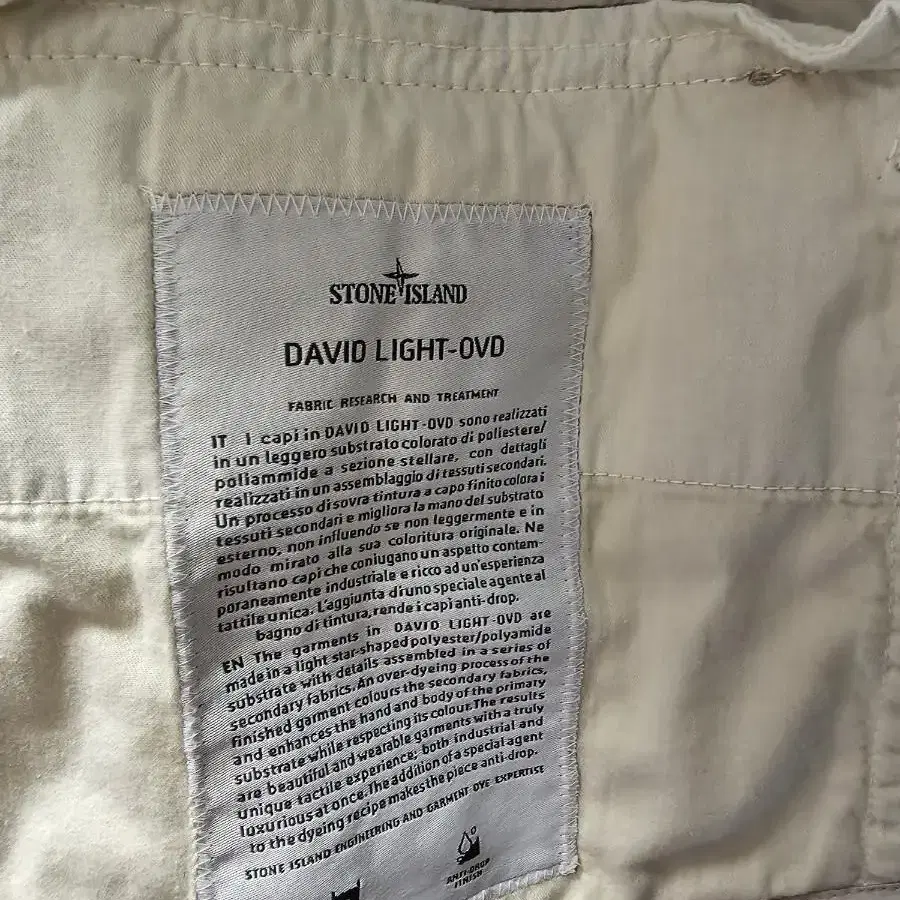 STONE ISLAND
DAVID LIGHT-OVD
FABRIC RESEARCH AND TREATMENT
IT I capi in DAVID LIGHT-OVD sono realizzati
in un leggero substrato colorato di poliestere/
poliammide a sezione stellare, con dettagli
realizzati in un assemblaggio di tessuti secondari.
Un processo di sovra tintura a capo finito colora i
tessuti secondari e migliora la mano del substrato
esterno, non influendo se non leggermente e in
modo mirato alla sua coloritura originale. Ne
risultano capi che coniugano un aspetto contem-
poraneamente industriale e ricco ad un'esperienza
tattile unica. L'aggiunta di uno speciale agente al
bagno di tintura, rende i capi anti-drop.
EN The garments in DAVID LIGHT-OVD are
made in a light star-shaped polyester/polyamide
substrate with details assembled in a series of
secondary fabrics. An over-dyeing process of the
finished garment colours the secondary fabrics,
and enhances the hand and body of the primary
substrate while respecting its colour. The results
are beautiful and wearable garments with a truly
unique tactile experience; both industrial and
luxurious at once. The addition of a special agent
to the dyeing recipe makes the piece anti-drop.
STONE ISLAND ENGINEERING AND GARMENT DYE EXPERTISE
ANTI-DROP
FINISH